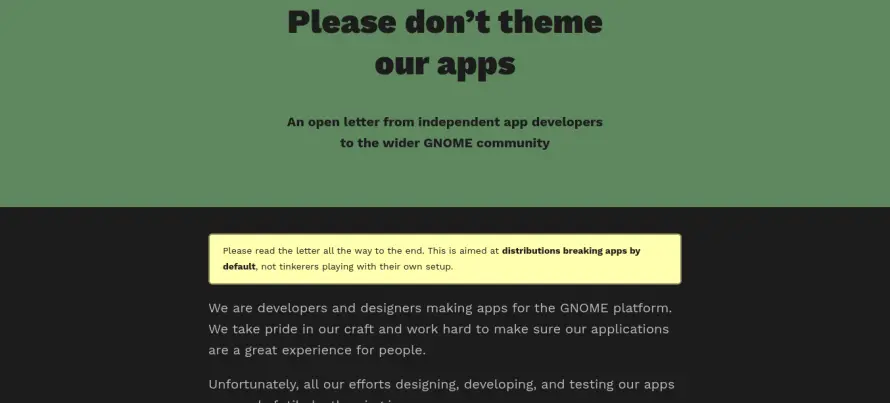 Please don’t theme
our apps
An open letter from independent app developers
to the wider GNOME community
Please read the letter all the way to the end. This is aimed at distributions breaking apps by
default, not tinkerers playing with their own setup.
We are developers and designers making apps for the GNOME platform.
We take pride in our craft and work hard to make sure our applications
are a great experience for people.
Unfortunately, all our efforts designing, developing, and testing our apps